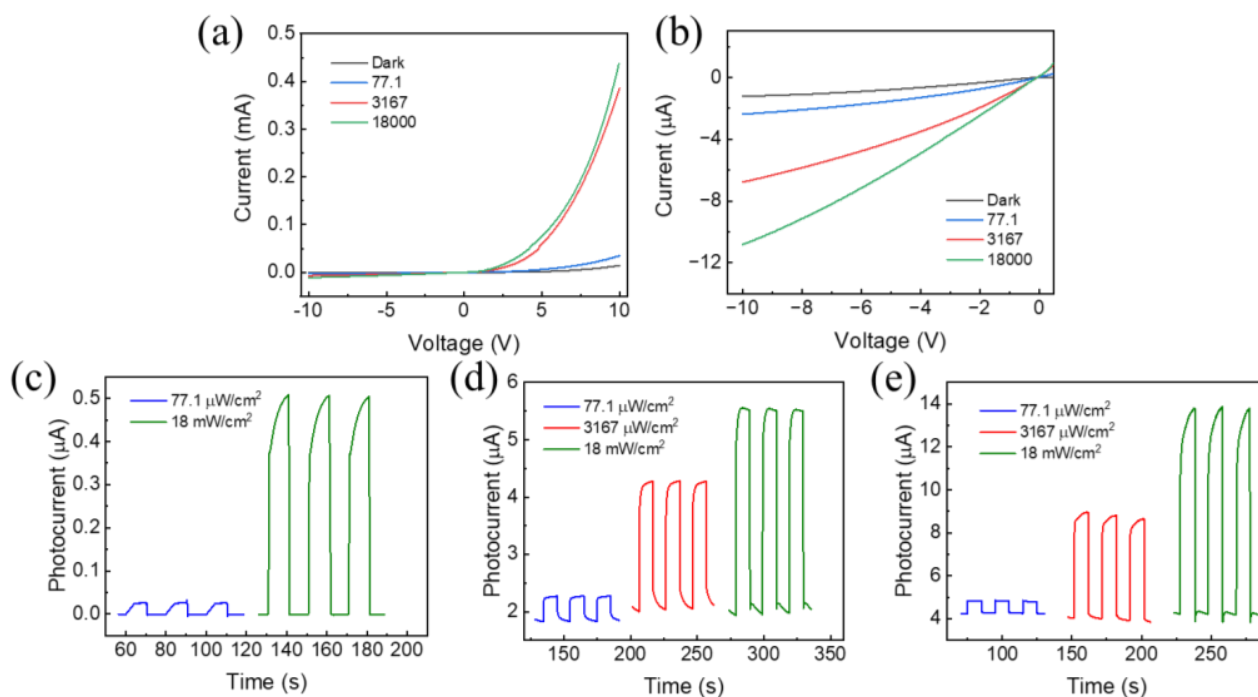 (a)
0.5
0.4
0.3
0.2
0.1
0.0
Current (mA)
Dark
77.1
3167
18000
-10
-5
0
5
10
Voltage (V)
(b)
0
−4
−8
−12
Current (μA)
Dark
77.1
3167
18000
−10
−8
−6
−4
−2
0
Voltage (V)
(c)
0.5
0.4
0.3
0.2
0.1
0.0
Photocurrent (μA)
77.1 μW/cm²
18 mW/cm²
60
80
100
120
140
160
180
200
Time (s)
(d)
6
5
4
3
2
1
Photocurrent (μA)
77.1 μW/cm²
3167 μW/cm²
18 mW/cm²
150
200
250
300
350
Time (s)
(e)
14
12
10
8
6
4
Photocurrent (μA)
77.1 μW/cm²
3167 μW/cm²
18 mW/cm²
100
150
200
250
Time (s)